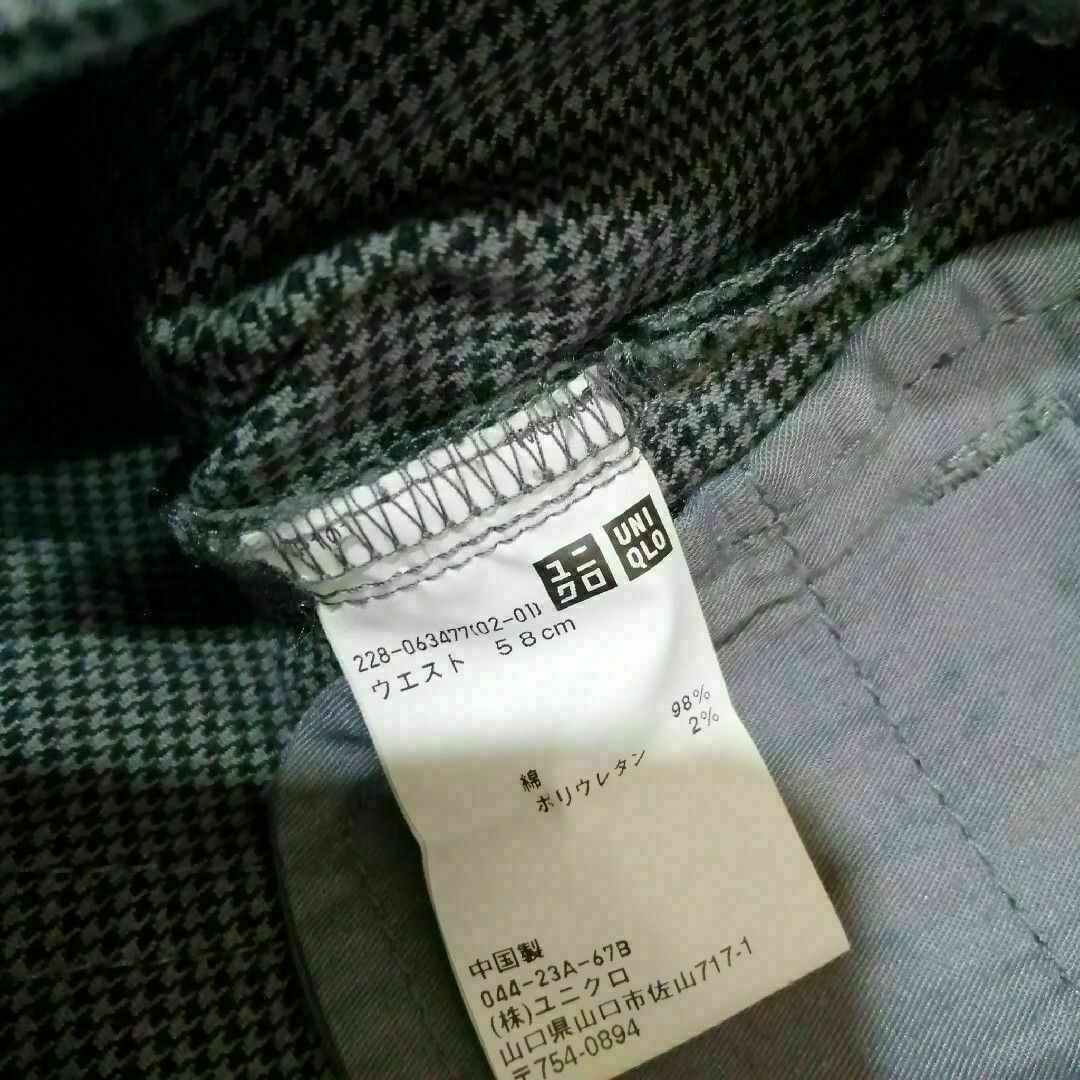 ユニクロ UNIQLO
228-063477(02-01)
ウエスト 58cm
綿 98%
ポリウレタン 2%
中国製
044-23A-67B
(株)ユニクロ
山口県山口市佐山717-1
〒754-0894